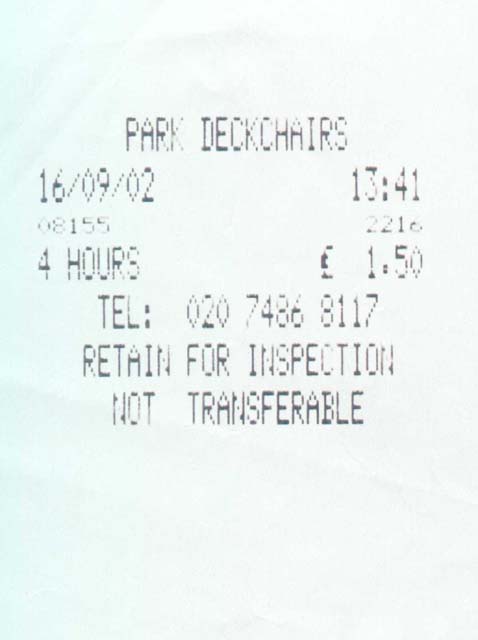 PARK DECKCHAIRS
16/09/02 13:41
08155 2216
4 HOURS £ 1.50
TEL: 020 7486 8117
RETAIN FOR INSPECTION
NOT TRANSFERABLE